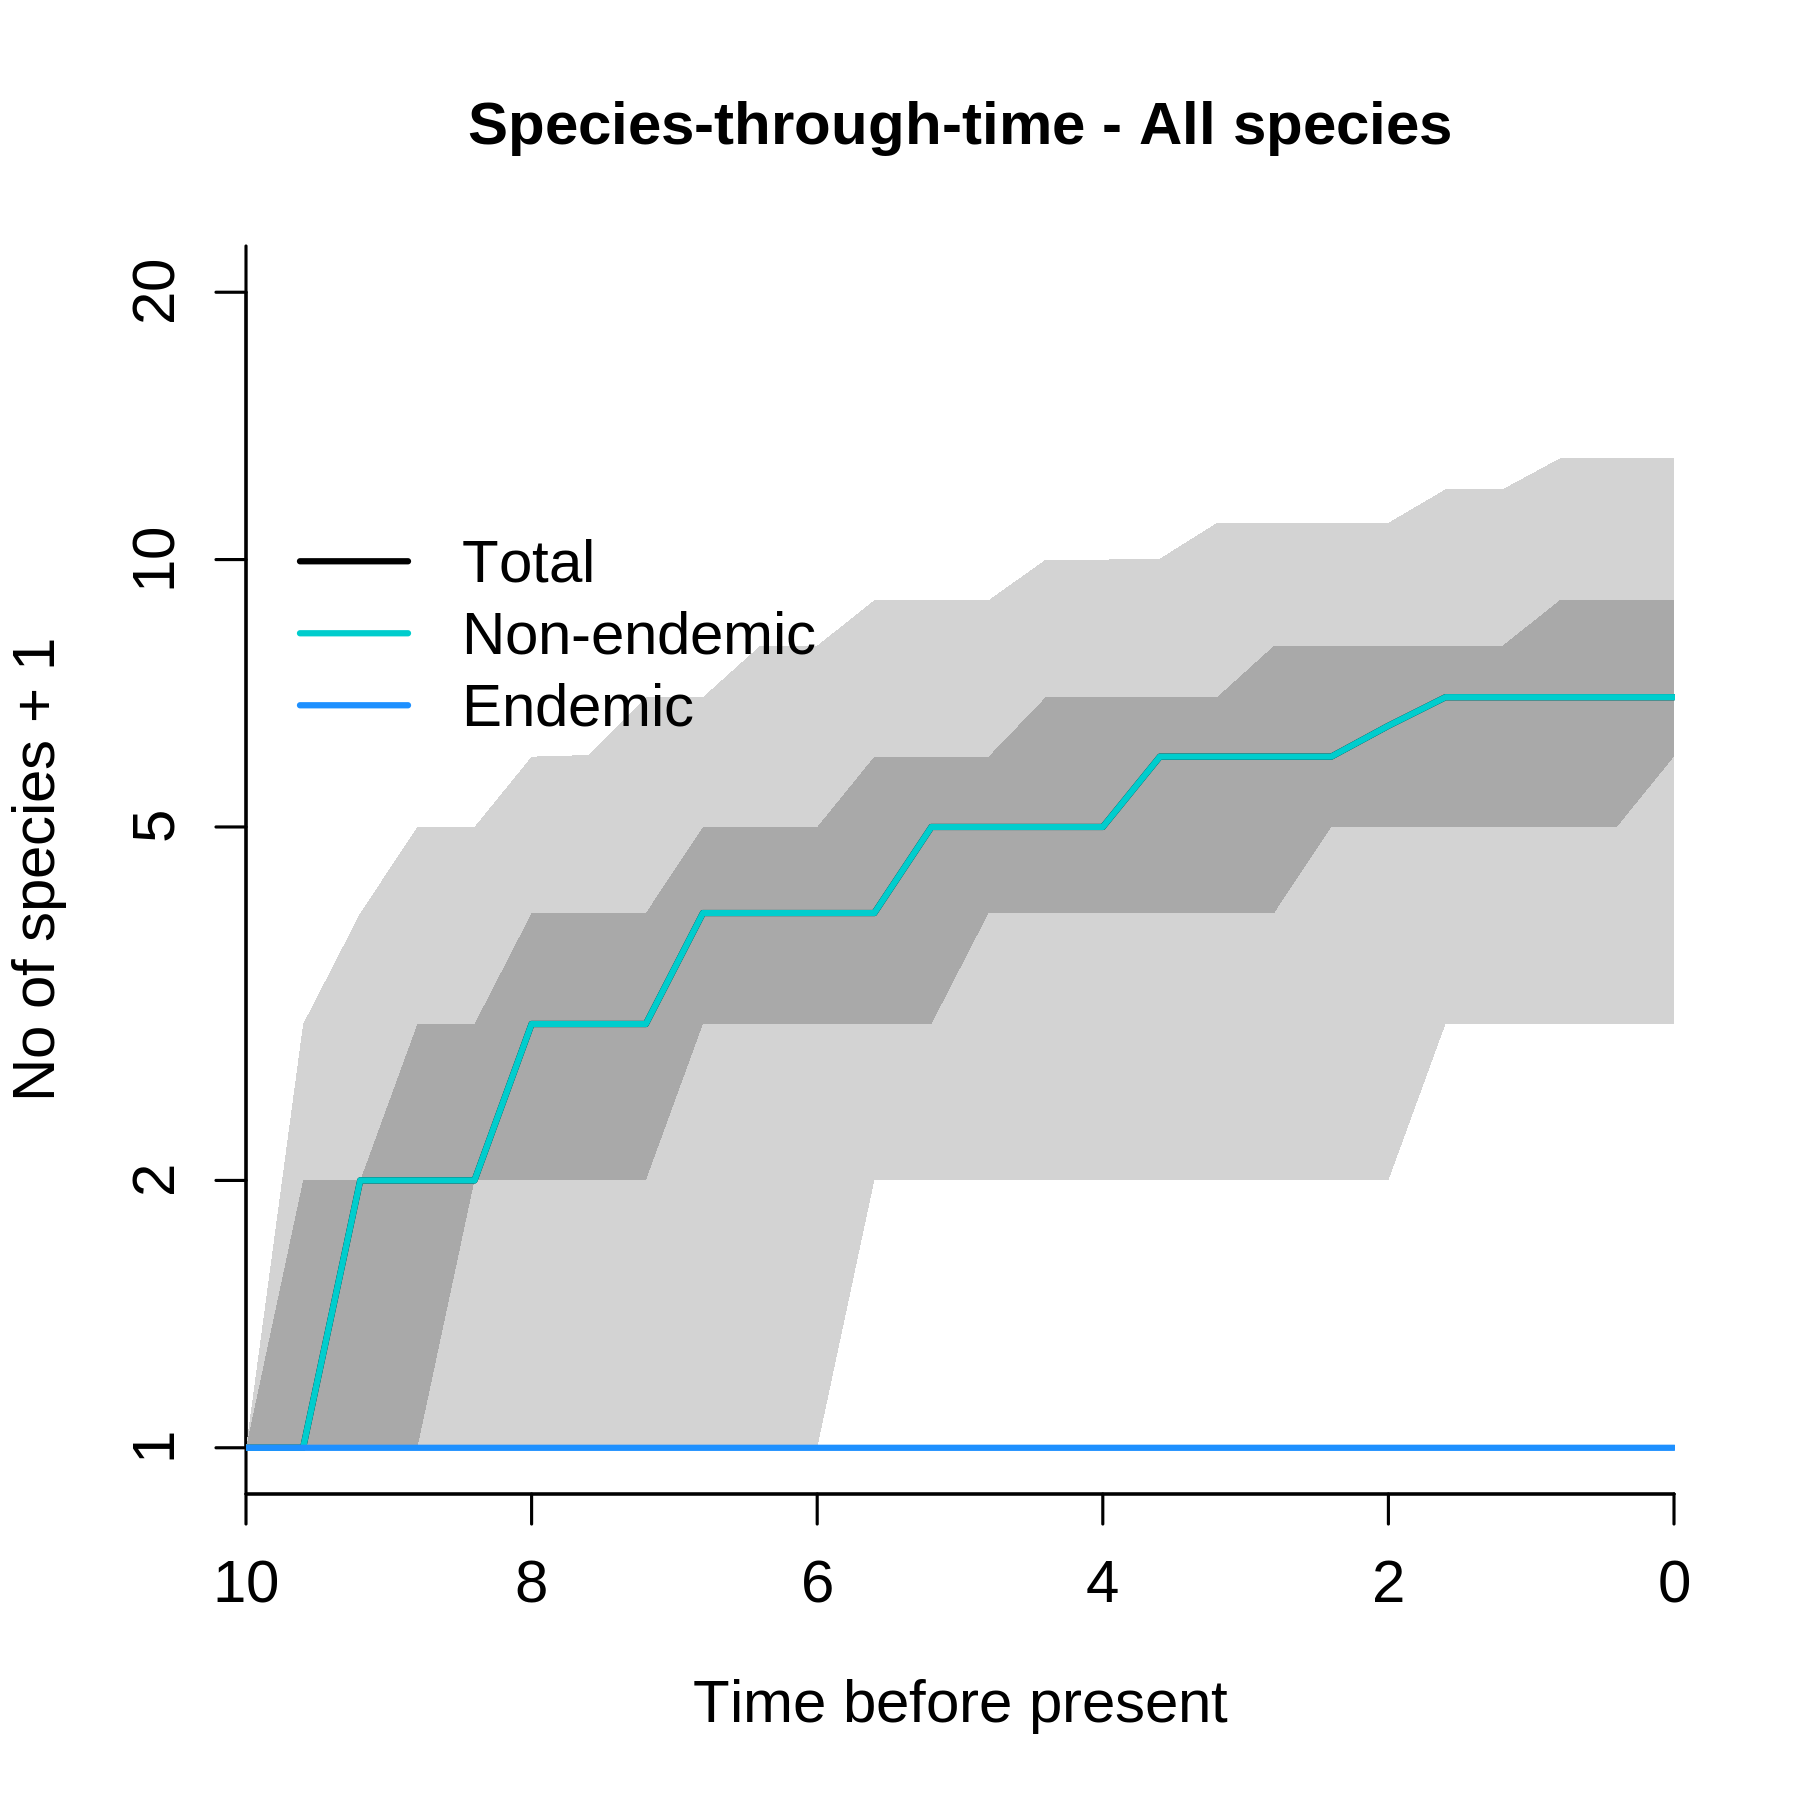 Species-through-time - All species
No of species + 1
20
10
5
2
1
Total
Non-endemic
Endemic
10 8 6 4 2 0
Time before present